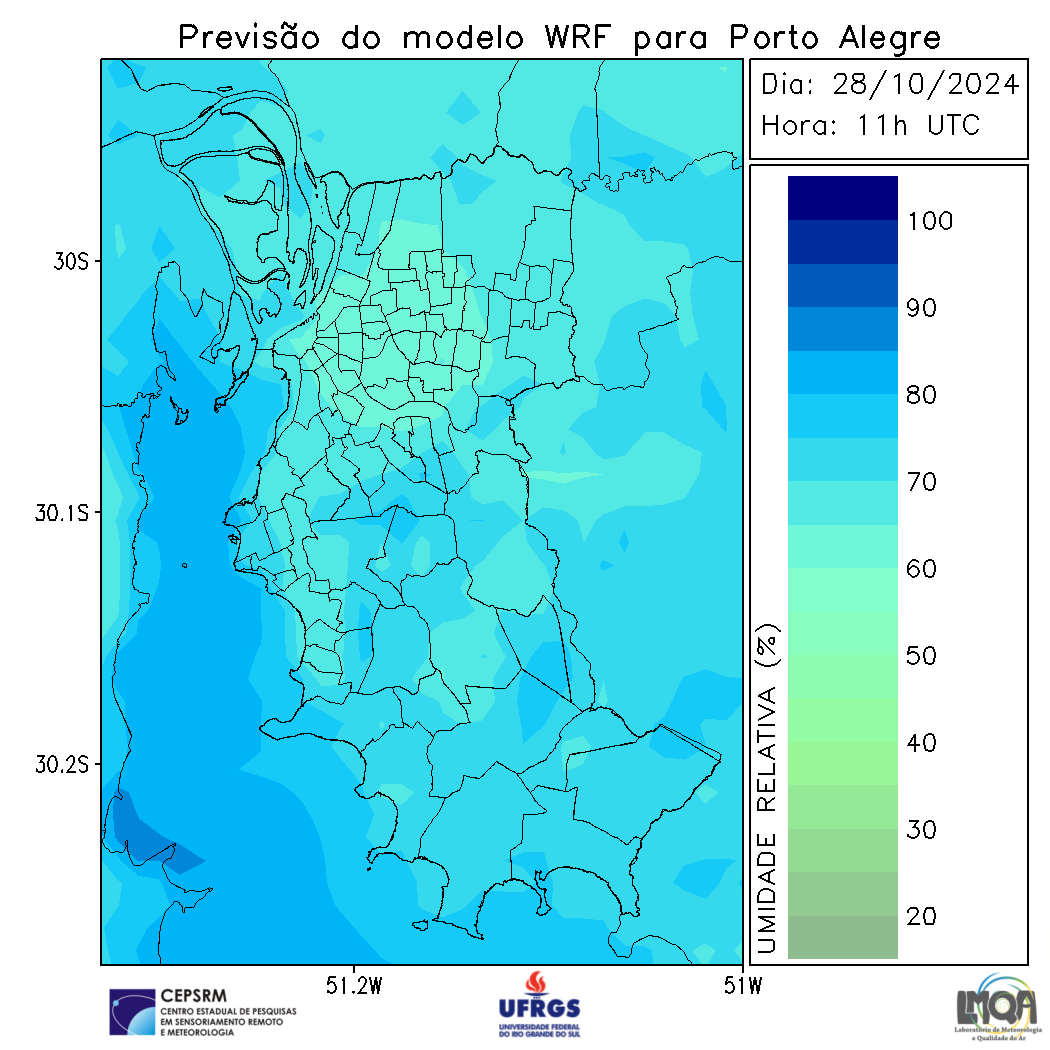 Previsão do modelo WRF para Porto Alegre
Dia: 28/10/2024
Hora: 11h UTC
100
90
80
70
60
50
40
30
20
UMIDADE RELATIVA (%)
30S
30.1S
30.2S
51.2W
51W
CEPSRM
CENTRO ESTADUAL DE PESQUISAS
EM SENSORIAMENTO REMOTO
E METEOROLOGIA
UFRGS
UNIVERSIDADE FEDERAL
DO RIO GRANDE DO SUL
LMQA
Laboratório de Meteorologia
e Qualidade do Ar